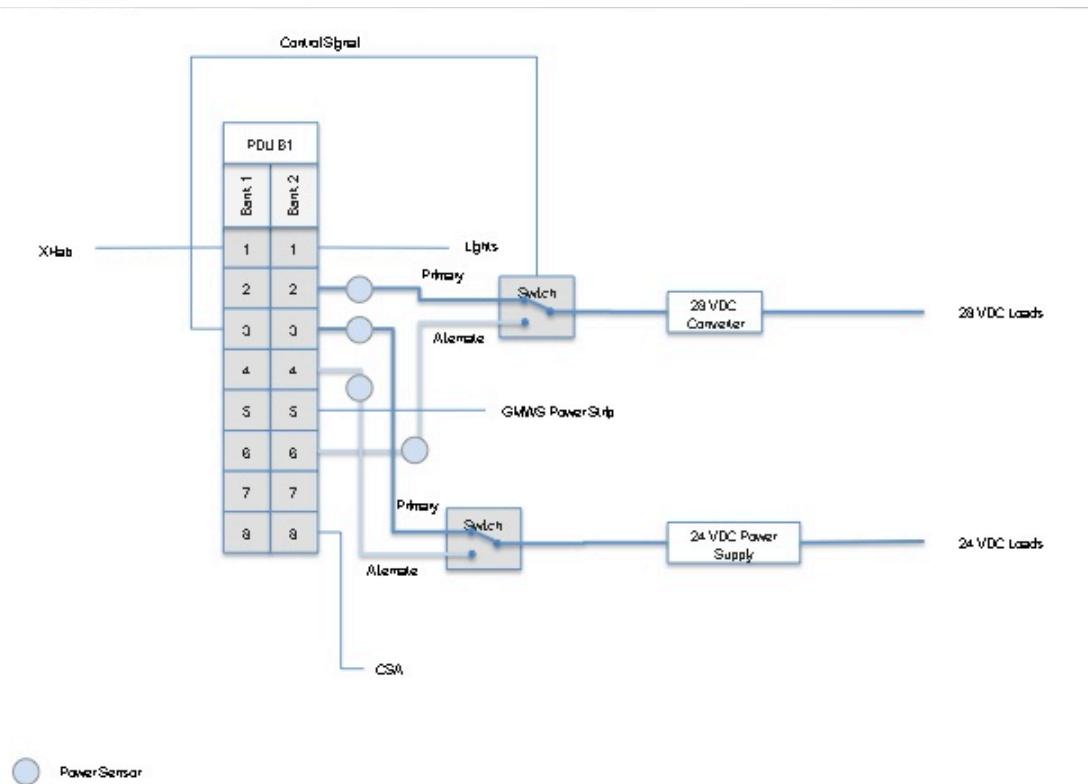 Control Signal
PDU B1
Bank 1
Bank 2
XHab
1 1
Lights
2 2
Primary
Switch
28 VDC
Converter
28 VDC Loads
3 3
Alternate
4 4
5 5
GMWS Power Strip
6 6
7 7
Primary
8 8
Switch
24 VDC Power
Supply
24 VDC Loads
Alternate
CSA
Power Sensor